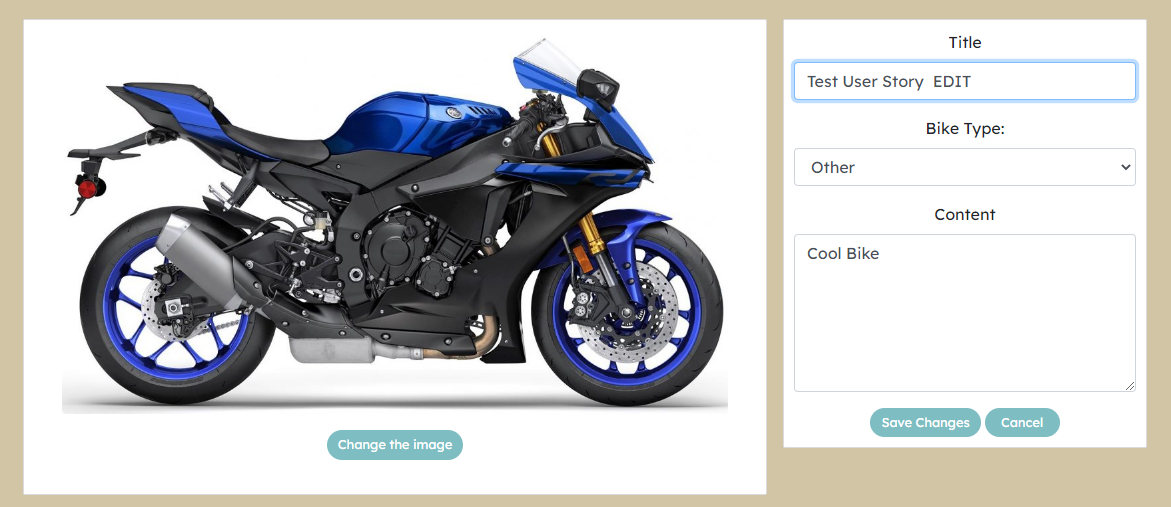 Title
Test User Story  EDIT
Bike Type:
Other
Content
Cool Bike
Save Changes
Cancel
Change the image